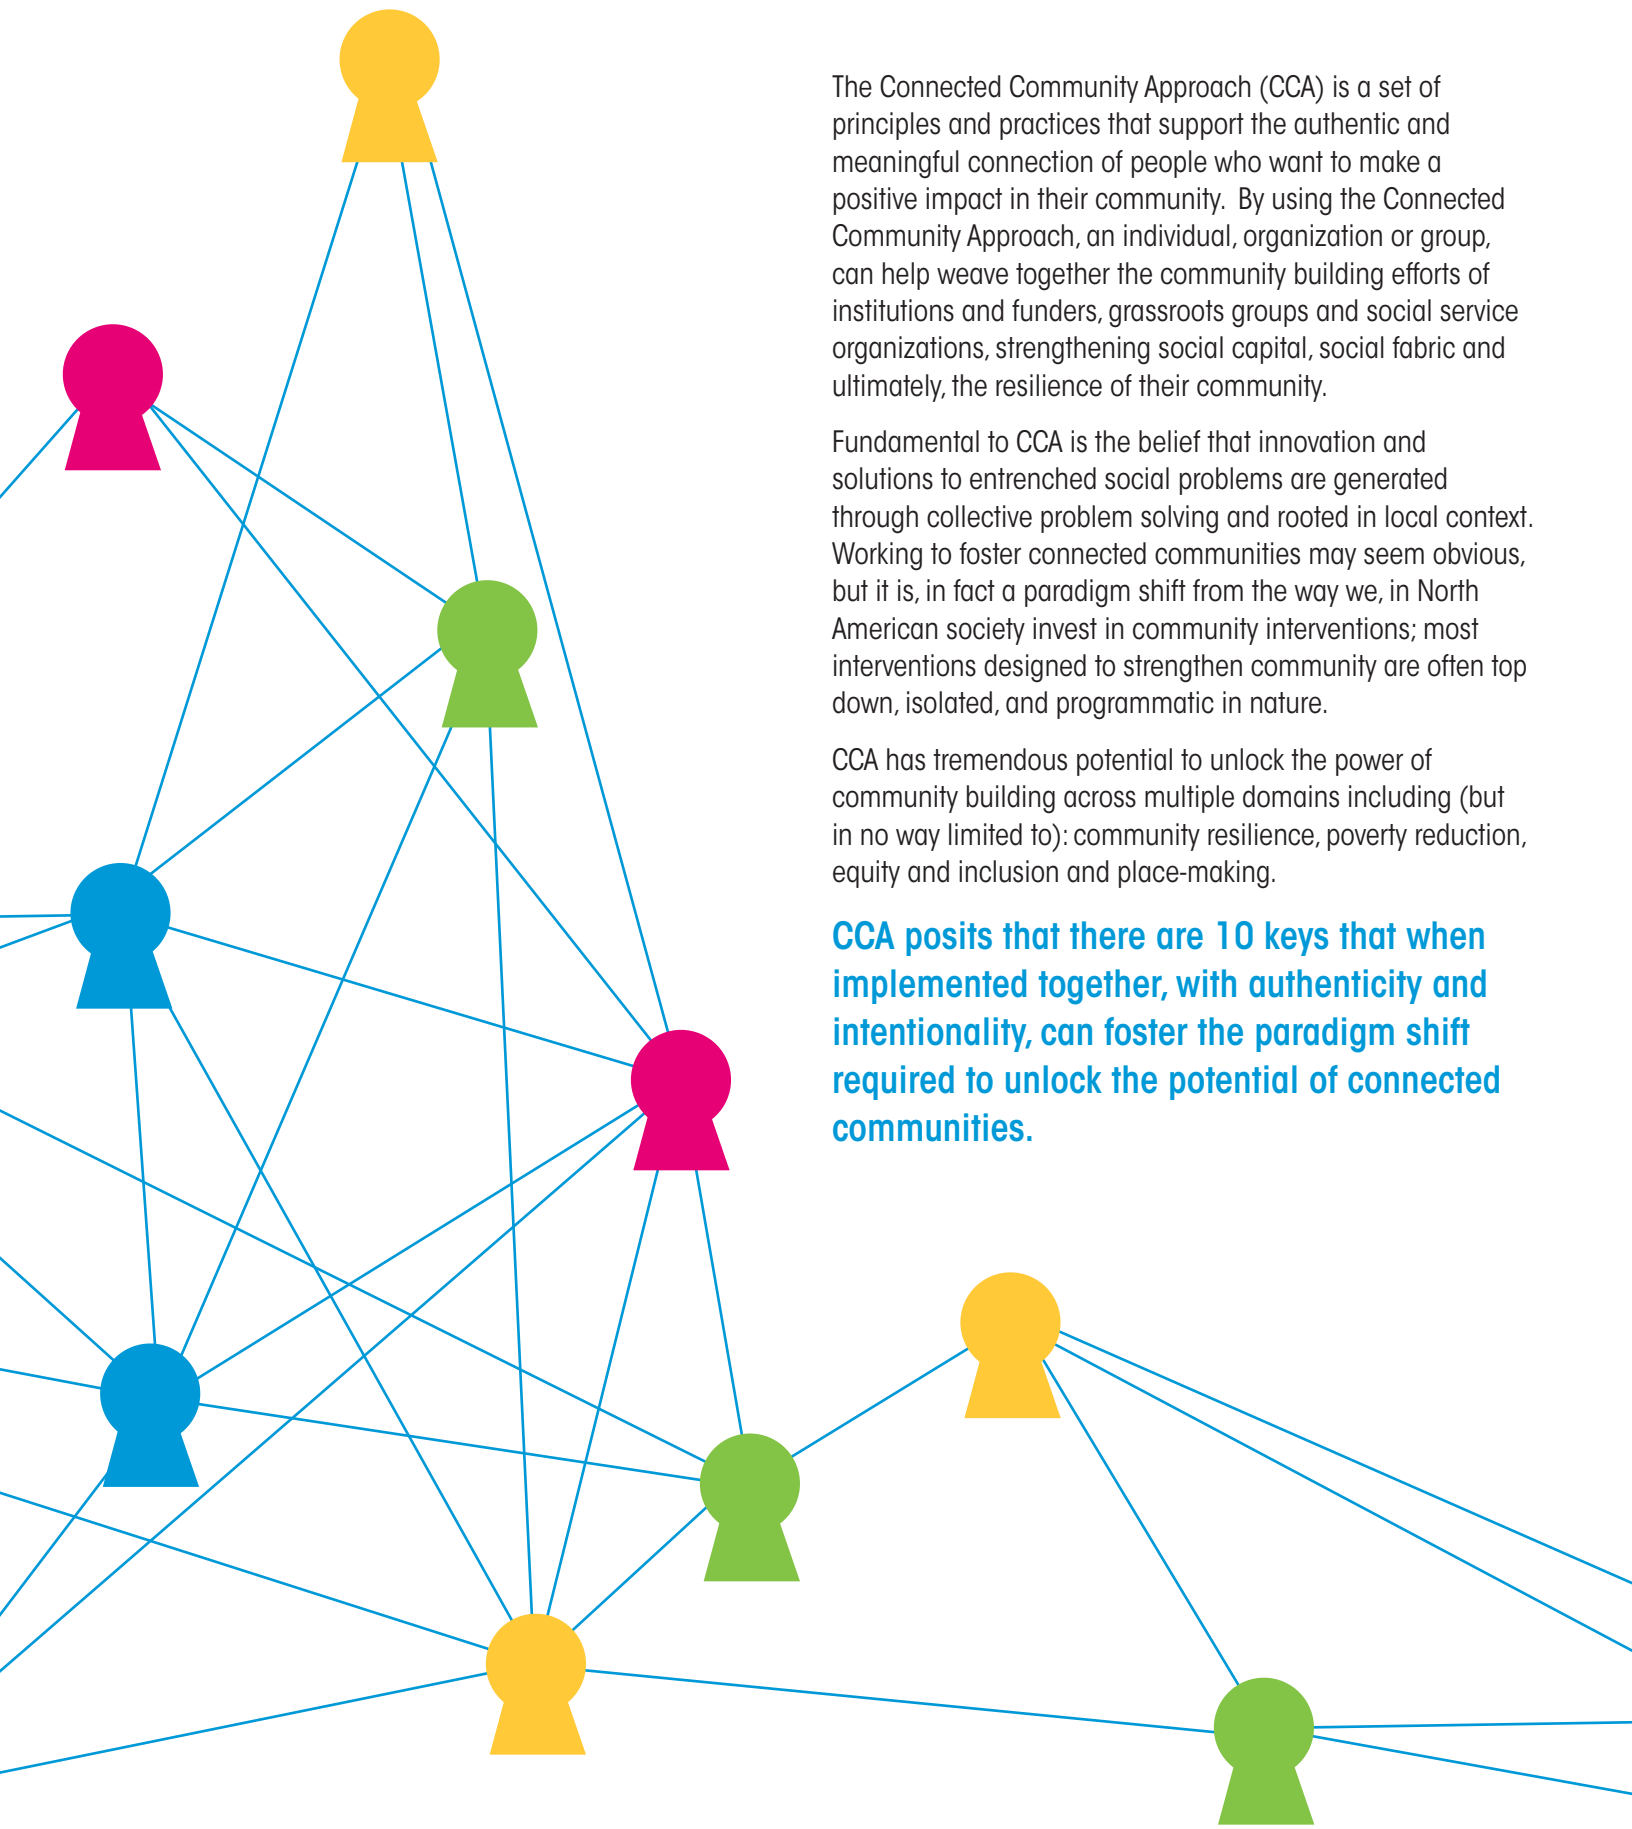 The Connected Community Approach (CCA) is a set of
principles and practices that support the authentic and
meaningful connection of people who want to make a
positive impact in their community.  By using the Connected
Community Approach, an individual, organization or group,
can help weave together the community building efforts of
institutions and funders, grassroots groups and social service
organizations, strengthening social capital, social fabric and
ultimately, the resilience of their community.
Fundamental to CCA is the belief that innovation and
solutions to entrenched social problems are generated
through collective problem solving and rooted in local context.
Working to foster connected communities may seem obvious,
but it is, in fact a paradigm shift from the way we, in North
American society invest in community interventions; most
interventions designed to strengthen community are often top
down, isolated, and programmatic in nature.
CCA has tremendous potential to unlock the power of
community building across multiple domains including (but
in no way limited to): community resilience, poverty reduction,
equity and inclusion and place-making.
CCA posits that there are 10 keys that when
implemented together, with authenticity and
intentionality, can foster the paradigm shift
required to unlock the potential of connected
communities.